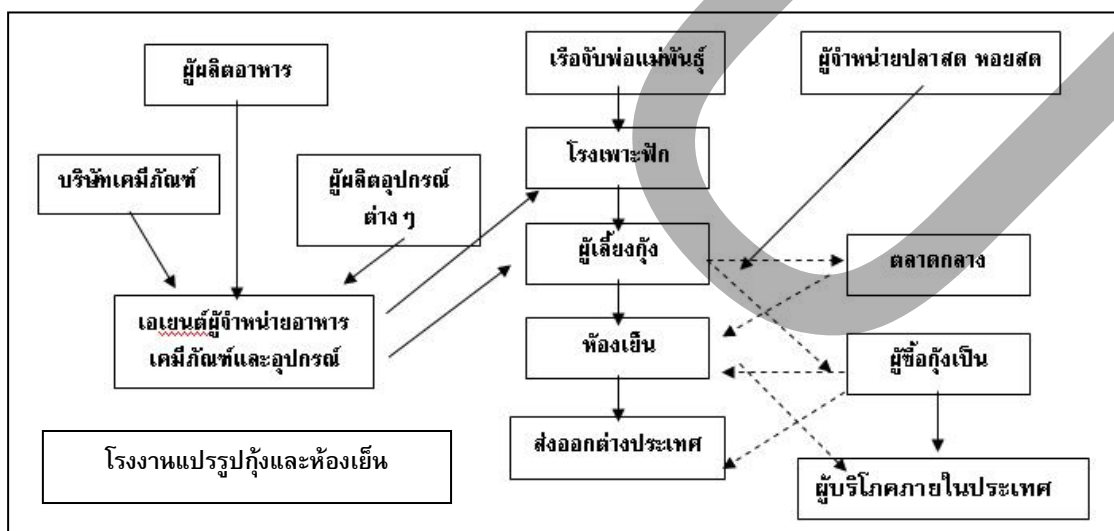 ผู้ผลิตอาหาร
เรือจับพ่อแม่พันธุ์
ผู้จำหน่ายปลาสด หอยสด
โรงเพาะฟัก
บริษัทเคมีภัณฑ์
ผู้ผลิตอุปกรณ์
ต่าง ๆ
ผู้เลี้ยงกุ้ง
ตลาดกลาง
เอเยนต์ผู้จำหน่ายอาหาร
เคมีภัณฑ์และอุปกรณ์
ห้องเย็น
ผู้ซื้อกุ้งเป็น
ส่งออกต่างประเทศ
โรงงานแปรรูปกุ้งและห้องเย็น
ผู้บริโภคภายในประเทศ